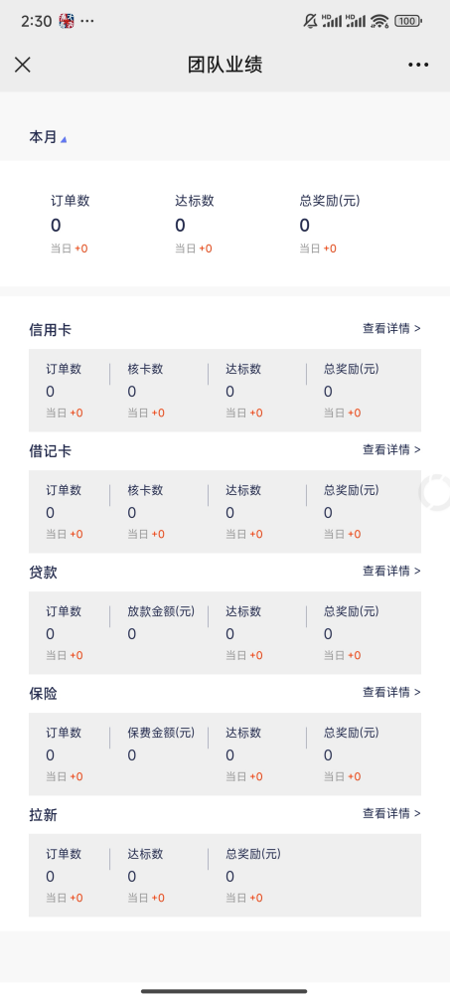 2:30 ··· HD HD 6 100
团队业绩
本月
订单数 达标数 总奖励(元)
0 0 0
当日 +0 当日 +0 当日 +0
信用卡 查看详情 >
订单数 核卡数 达标数 总奖励(元)
0 0 0 0
当日 +0 当日 +0 当日 +0 当日 +0
借记卡 查看详情 >
订单数 核卡数 达标数 总奖励(元)
0 0 0 0
当日 +0 当日 +0 当日 +0 当日 +0
贷款 查看详情 >
订单数 放款金额(元) 达标数 总奖励(元)
0 0 0 0
当日 +0 当日 +0 当日 +0
保险 查看详情 >
订单数 保费金额(元) 达标数 总奖励(元)
0 0 0 0
当日 +0 当日 +0 当日 +0
拉新 查看详情 >
订单数 达标数 总奖励(元)
0 0 0
当日 +0 当日 +0 当日 +0